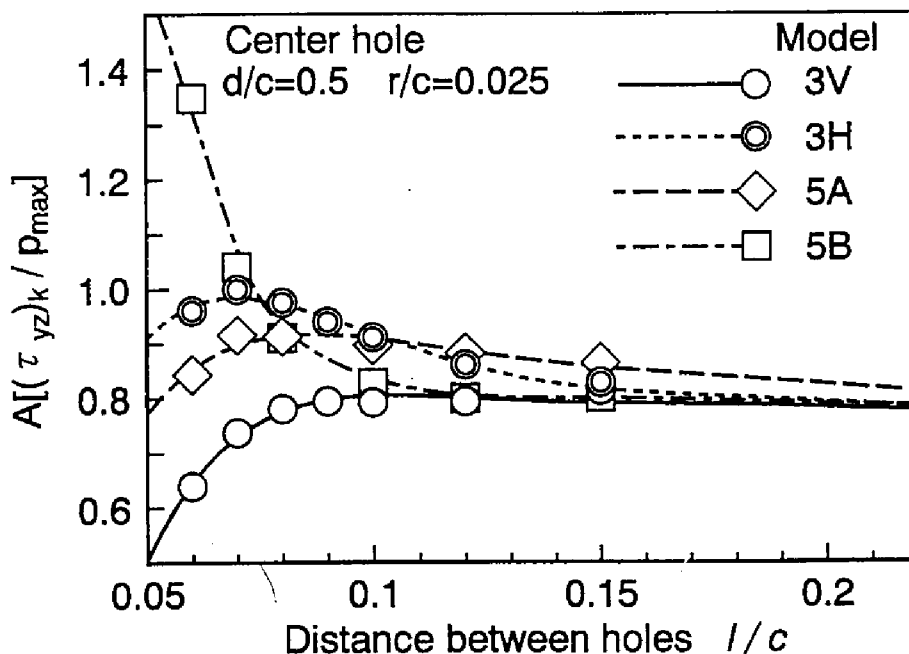 Center hole
d/c=0.5 r/c=0.025
Model
3V
3H
5A
5B
1.4
1.2
1.0
0.8
0.6
A[(τ yz)k / pmax]
0.05
0.1
0.15
0.2
Distance between holes l/c